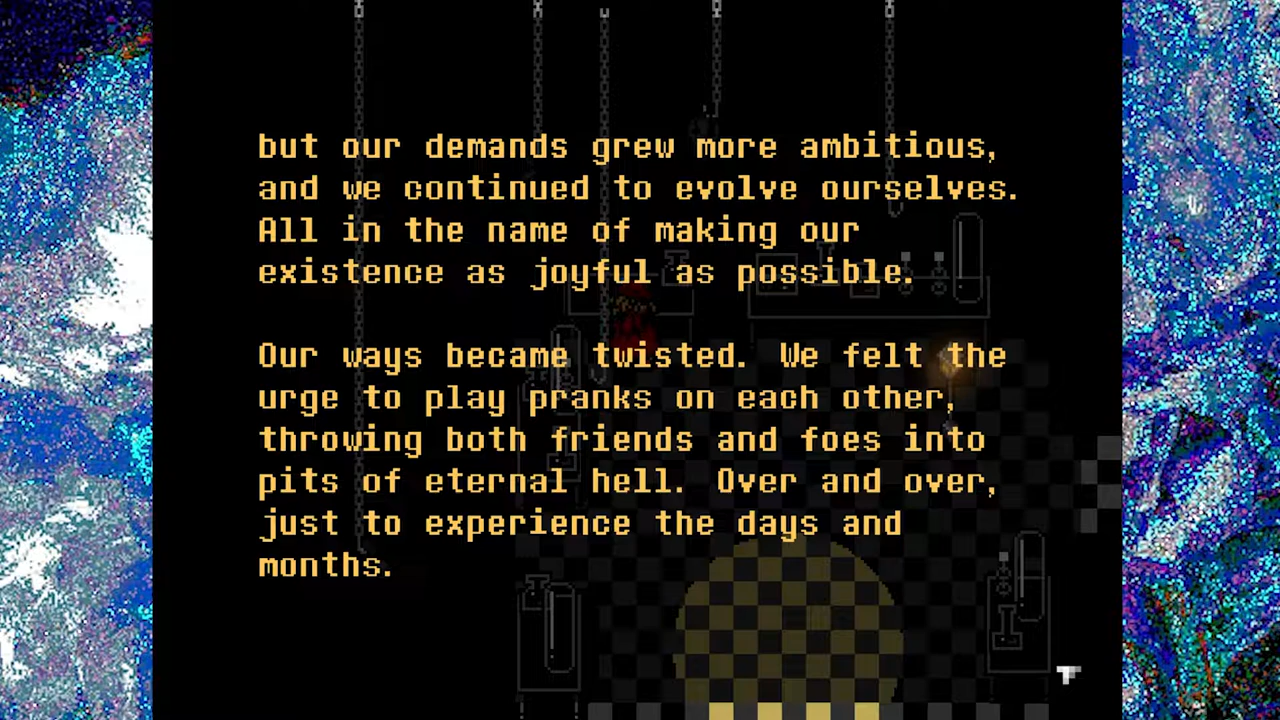 but our demands grew more ambitious,
and we continued to evolve ourselves.
All in the name of making our
existence as joyful as possible.
Our ways became twisted. We felt the
urge to play pranks on each other,
throwing both friends and foes into
pits of eternal hell. Over and over,
just to experience the days and
months.